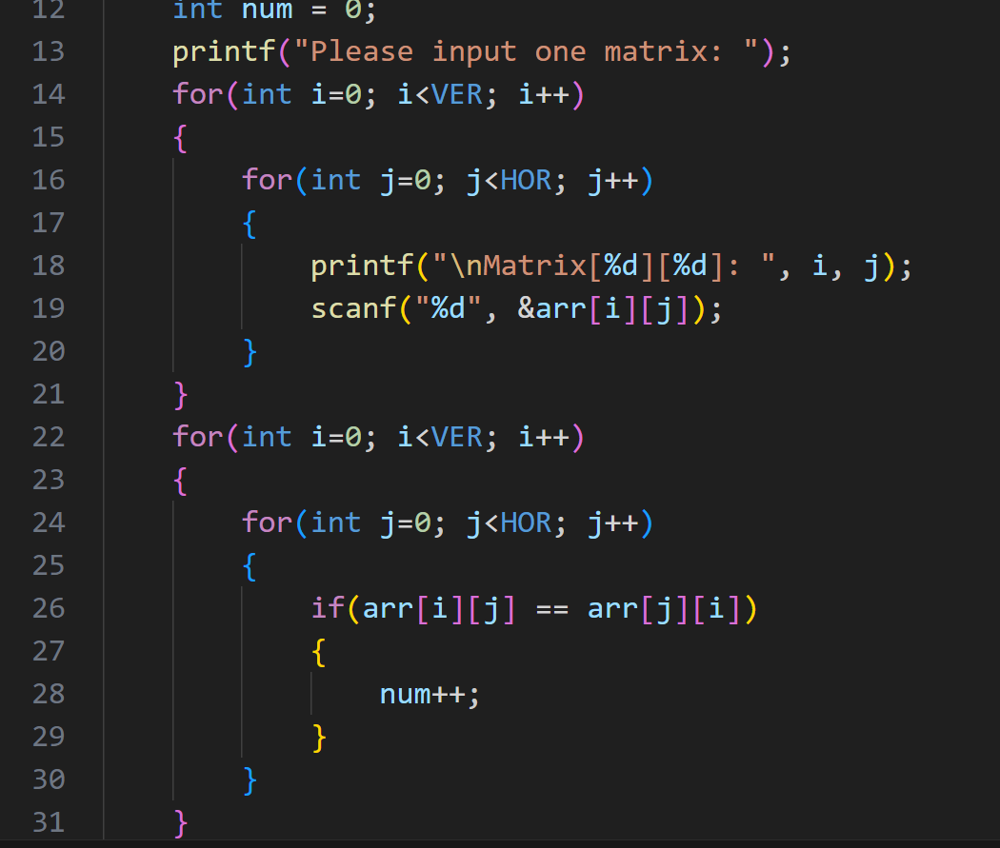 12 int num = 0;
13 printf("Please input one matrix: ");
14 for(int i=0; i<VER; i++)
15 {
16 for(int j=0; j<HOR; j++)
17 {
18 printf("\nMatrix[%d][%d]: ", i, j);
19 scanf("%d", &arr[i][j]);
20 }
21 }
22 for(int i=0; i<VER; i++)
23 {
24 for(int j=0; j<HOR; j++)
25 {
26 if(arr[i][j] == arr[j][i])
27 {
28 num++;
29 }
30 }
31 }